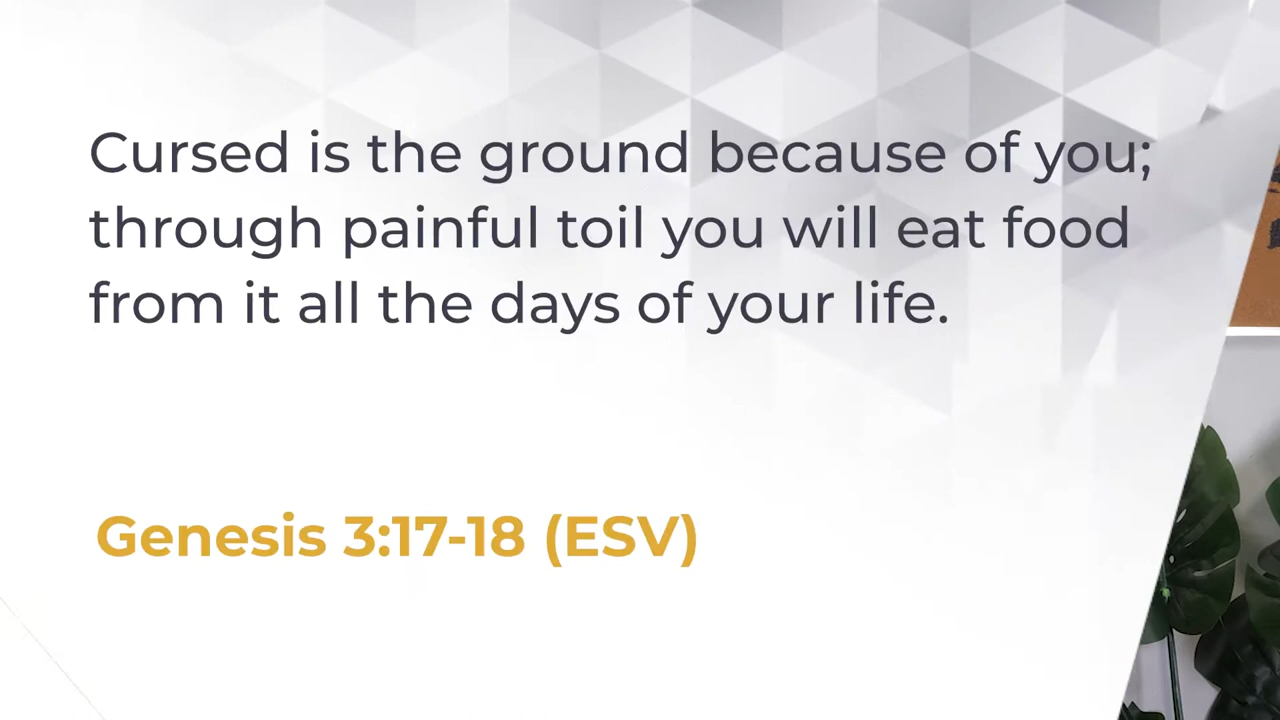 Cursed is the ground because of you;
through painful toil you will eat food
from it all the days of your life.
Genesis 3:17-18 (ESV)